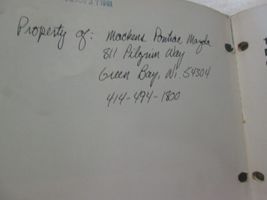 Property of: Mackens Pontiac Mazda
811 Pilgrim Way
Green Bay, Wi. 54304
414-494-1800